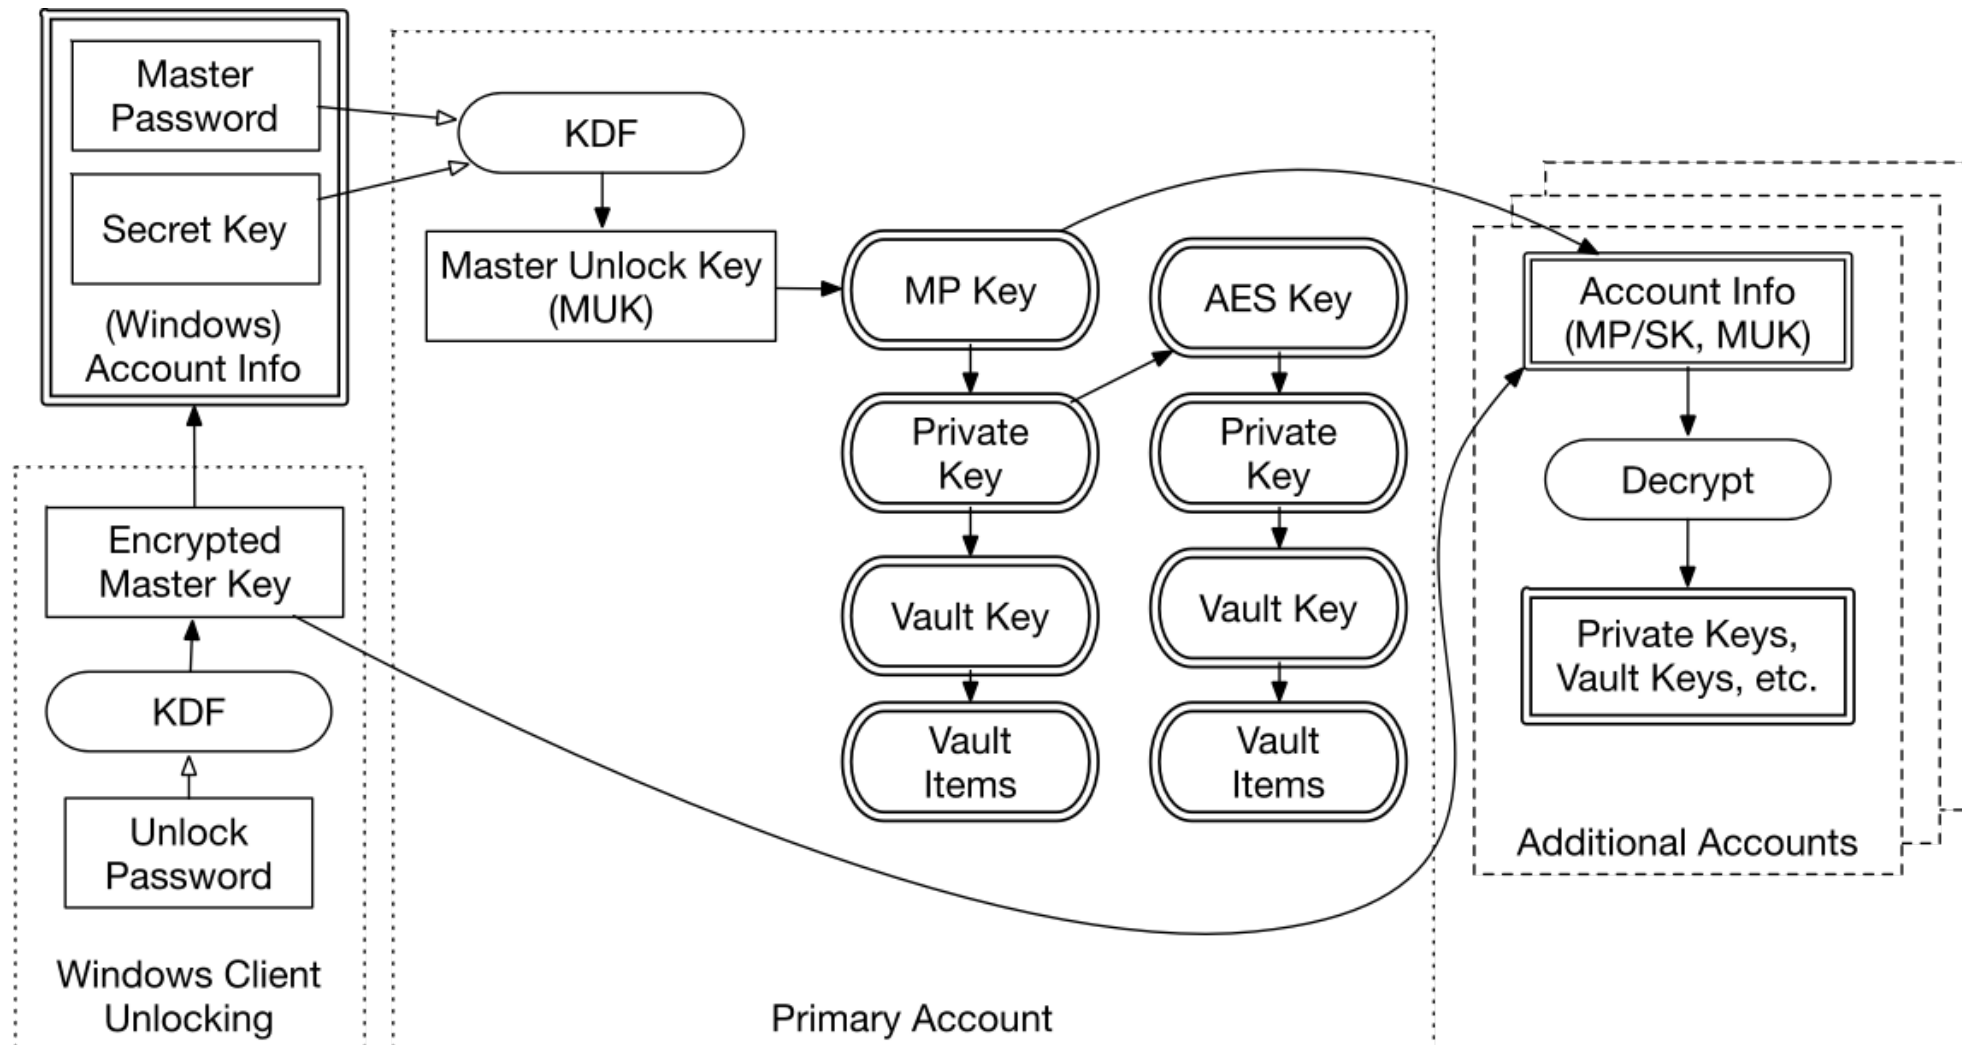 Master
Password
Secret Key
(Windows)
Account Info
Encrypted
Master Key
KDF
Unlock
Password
Windows Client
Unlocking
KDF
Master Unlock Key
(MUK)
MP Key
Private
Key
Vault Key
Vault
Items
AES Key
Private
Key
Vault Key
Vault
Items
Primary Account
Account Info
(MP/SK, MUK)
Decrypt
Private Keys,
Vault Keys, etc.
Additional Accounts